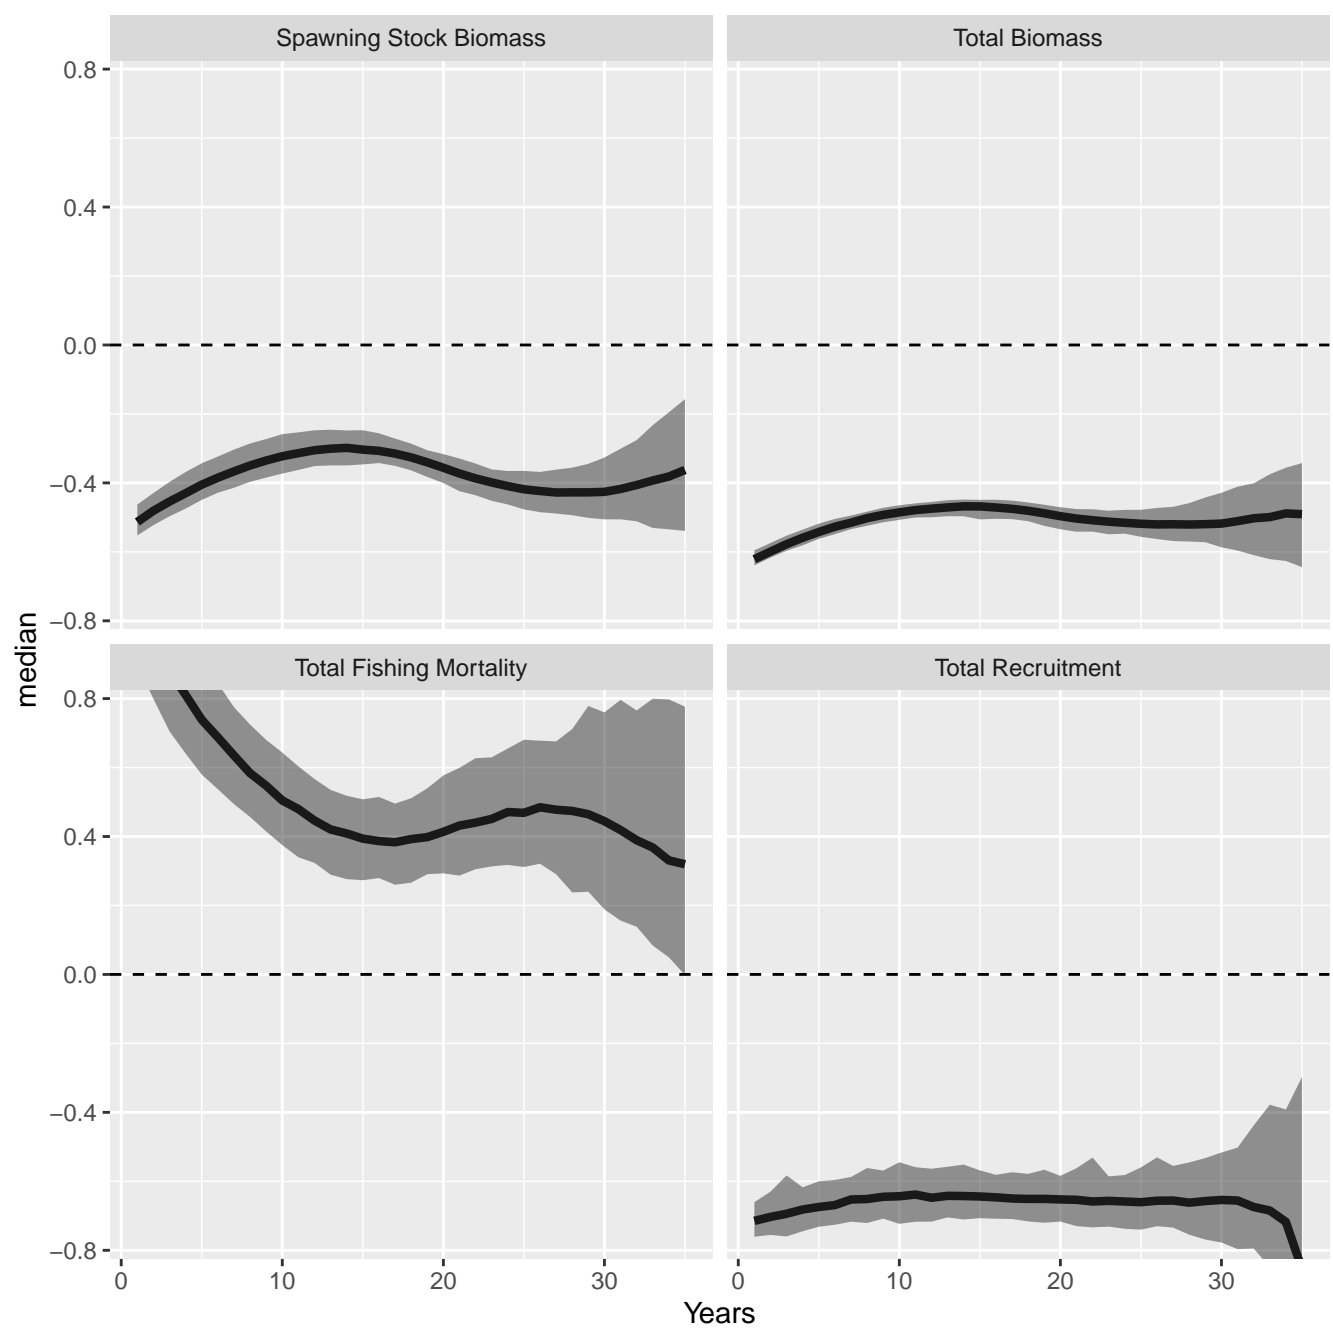 Spawning Stock Biomass
Total Biomass
0.8
0.4
0.0
−0.4
−0.8
median
Total Fishing Mortality
Total Recruitment
0.8
0.4
0.0
−0.4
−0.8
0 10 20 30
0 10 20 30
Years